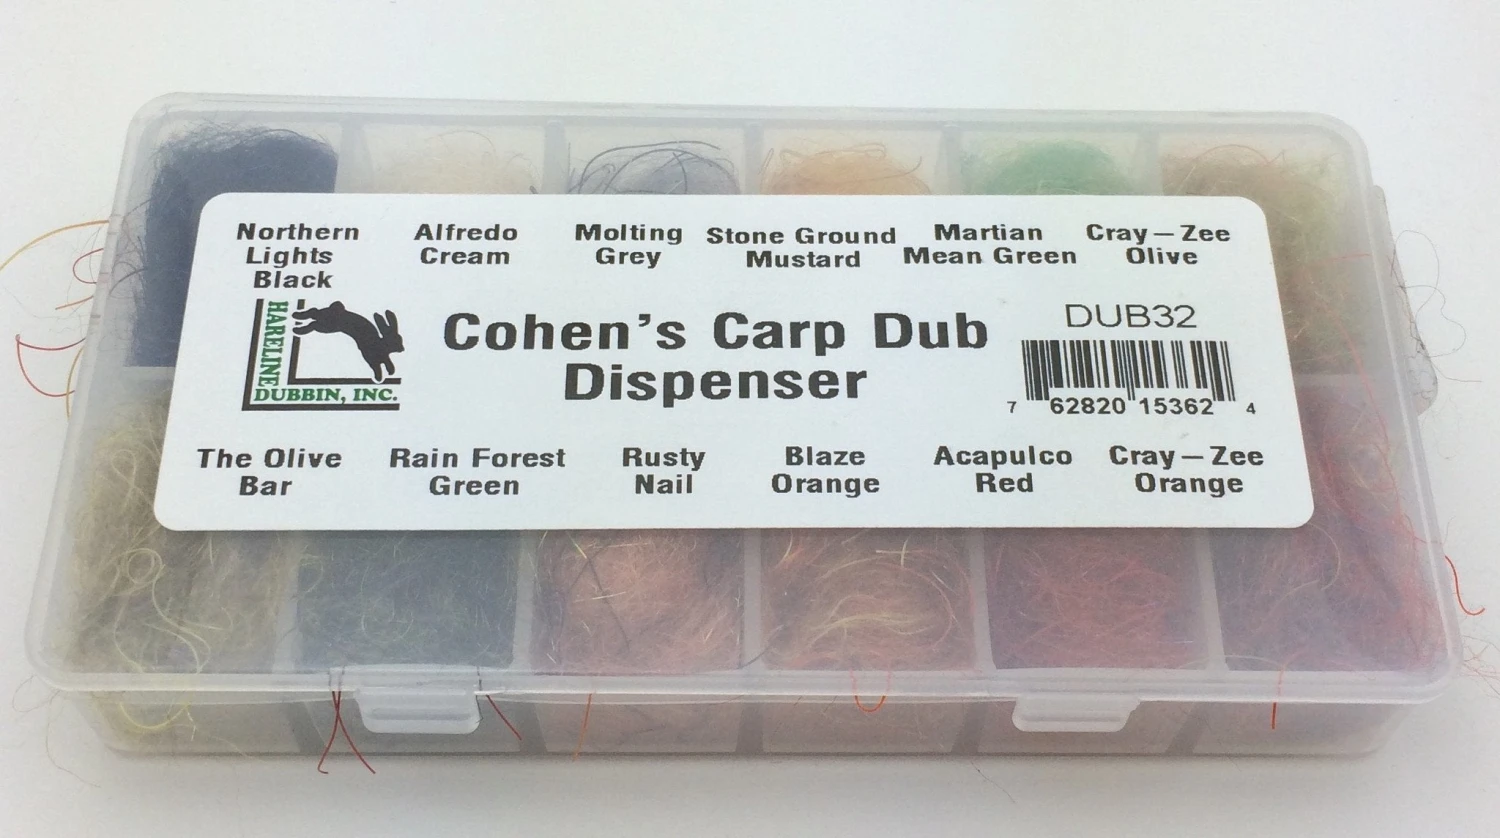 Northern Lights Black
Alfredo Cream
Molting Grey
Stone Ground Mustard
Martian Mean Green
Cray – Zee Olive
HARELINE
DUBBIN, INC.
Cohen's Carp Dub
Dispenser
DUB32
7 62820 15362 4
The Olive Bar
Rain Forest Green
Rusty Nail
Blaze Orange
Acapulco Red
Cray – Zee Orange